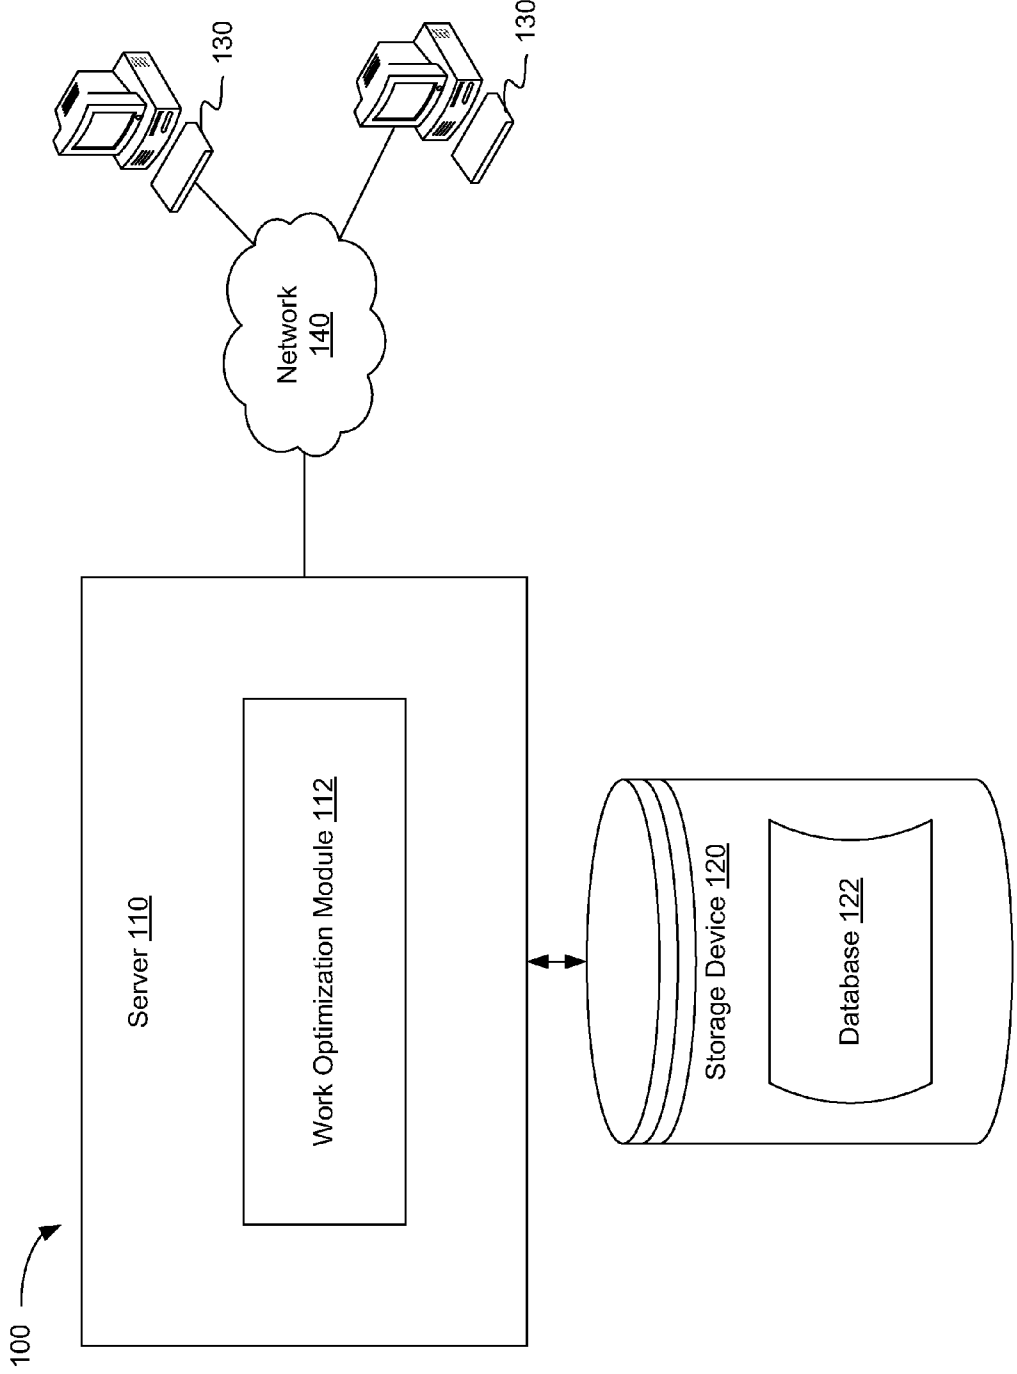 100
Server 110
Work Optimization Module 112
Network
140
130
130
Storage Device 120
Database 122